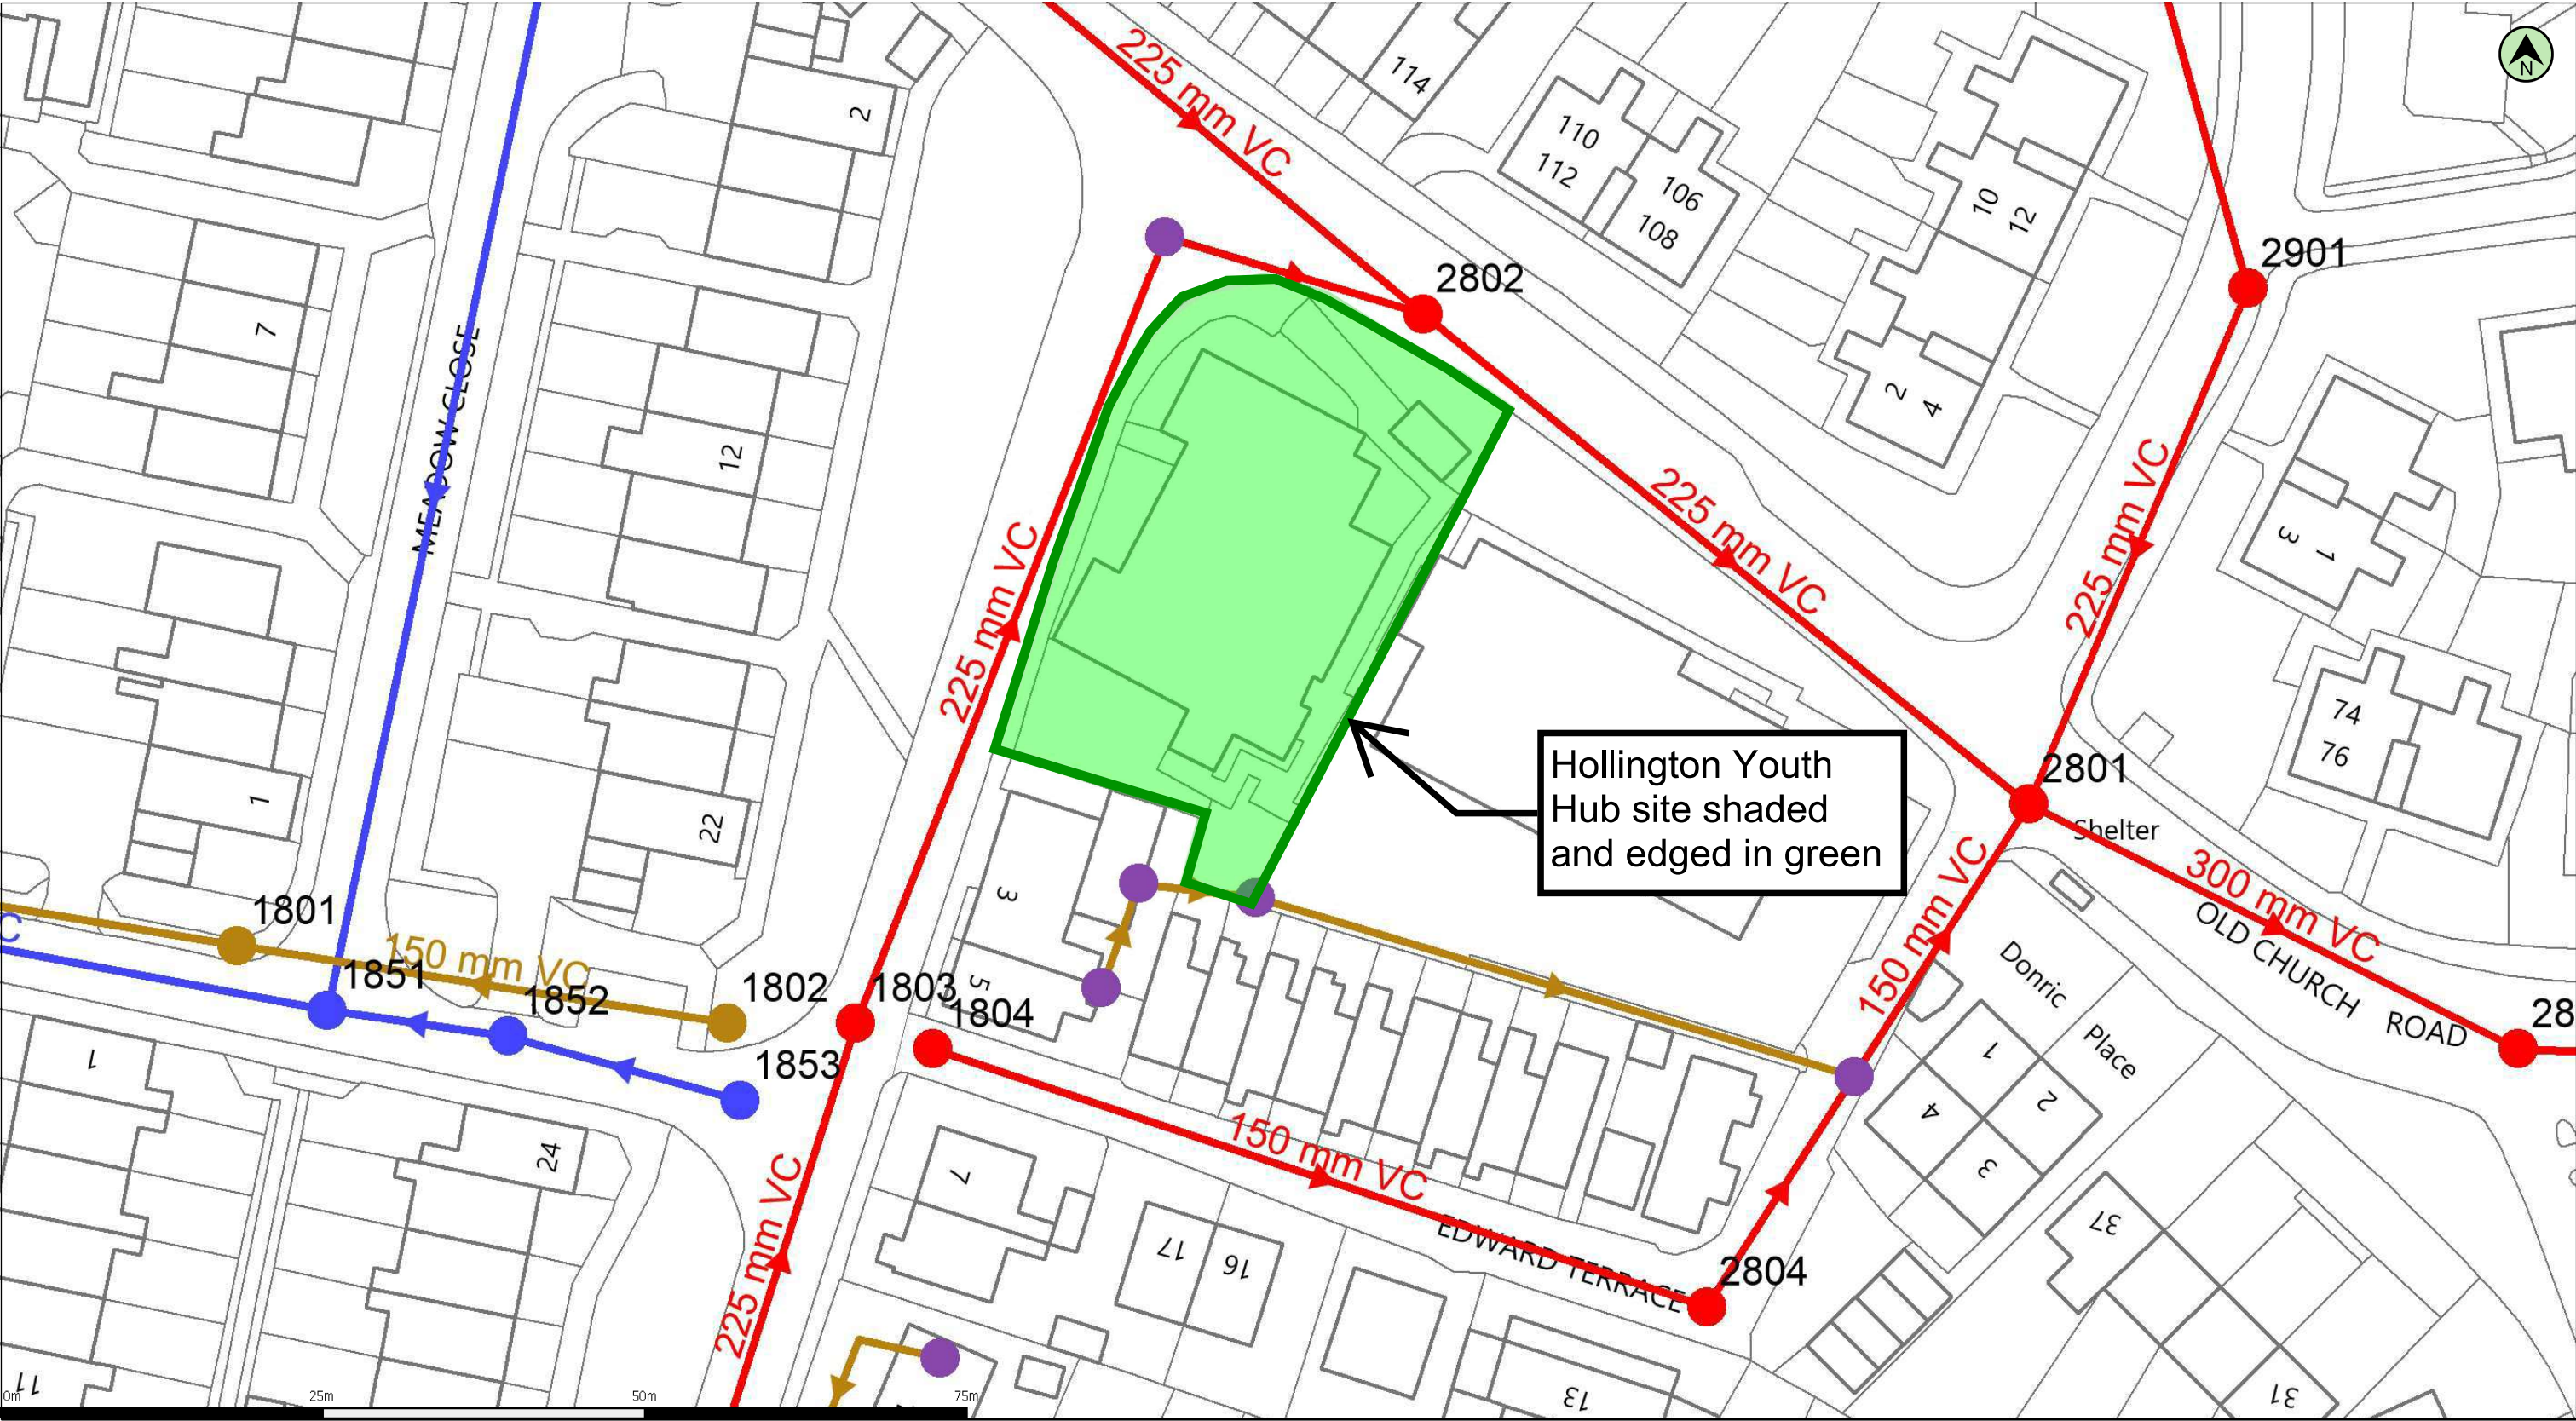 225 mm VC
114
2
110
112
106
108
10
12
N
2901
2802
7
MEADOW CLOSE
12
2
4
225 mm VC
225 mm VC
3
1
225 mm VC
74
76
Hollington Youth
Hub site shaded
and edged in green
2801
Shelter
1
22
3
150 mm VC
300 mm VC
OLD CHURCH ROAD
C
1801
150 mm VC
1851
1852
1802
1803
5
1804
Donric
Place
28
1853
1
1
2
4
3
24
7
150 mm VC
225 mm VC
17
16
EDWARD TERRACE
2804
37
11
13
31
0m
25m
50m
75m